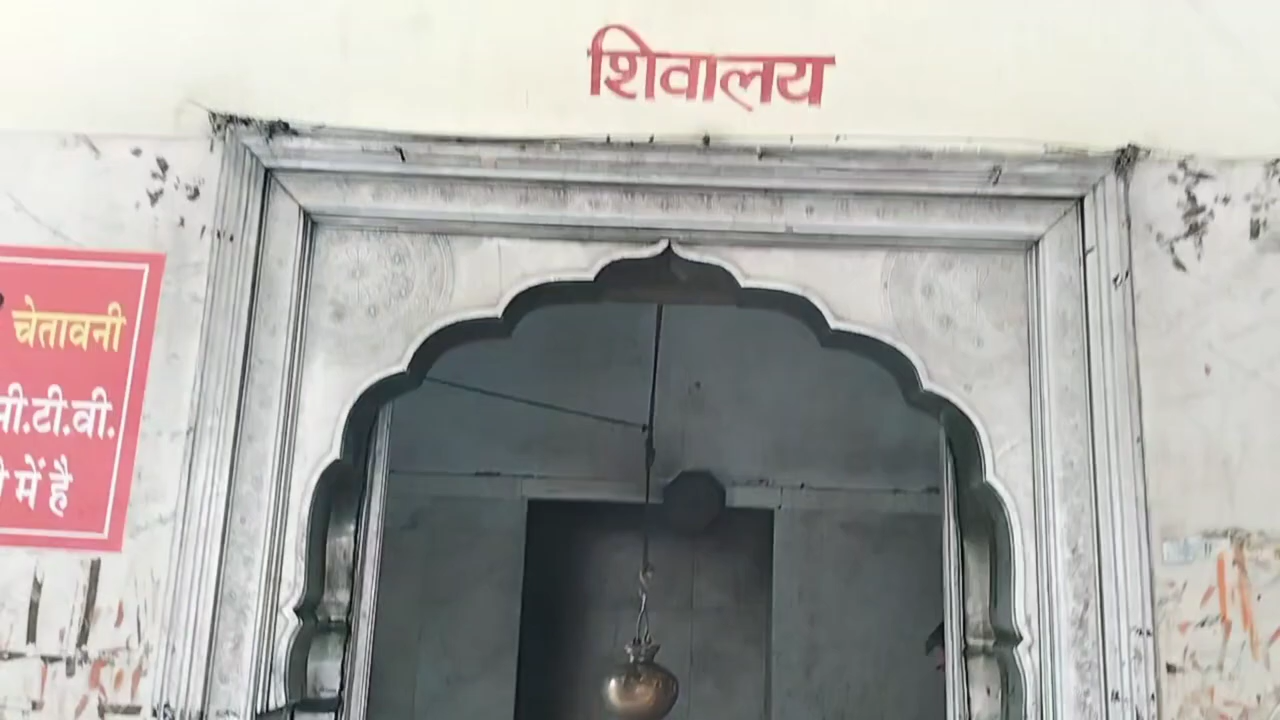 शिवालय
चेतावनी
सी.टी.वी.
में है